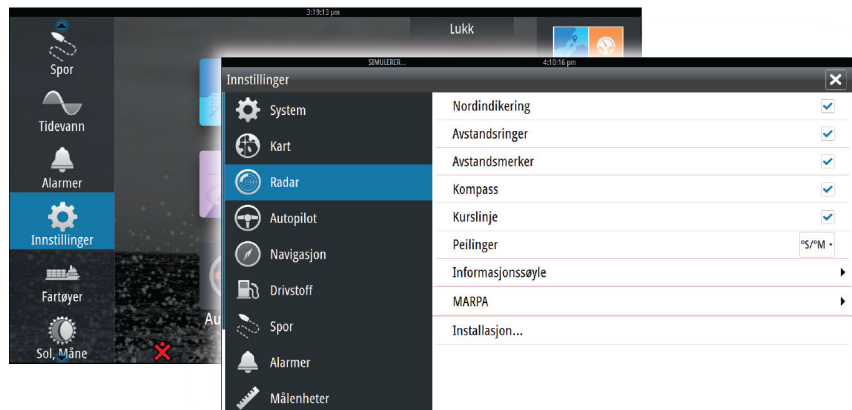 3:19:13 pm
Lukk
Spor
Tidevann
Alarmer
Innstillinger
Fartøyer
Sol, Måne
Au
SIMULERER...
4:10:16 pm
Innstillinger
System
Kart
Radar
Autopilot
Navigasjon
Drivstoff
Spor
Alarmer
Målenheter
Nordindikering
Avstandsringer
Avstandsmerker
Kompass
Kurslinje
Peilinger
°S/°M
Informasjonssøyle
MARPA
Installasjon...